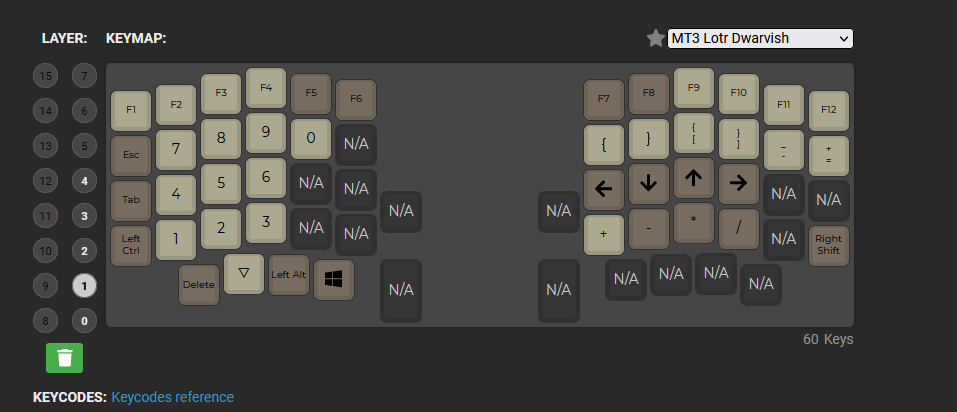 LAYER: KEYMAP: MT3 Lotr Dwarvish
15 7
14 6
13 5
12 4
11 3
10 2
9 1
8 0
F1 F2 F3 F4 F5 F6 F7 F8 F9 F10 F11 F12
Esc 7 8 9 0 N/A { } { [ } ] _ - + =
Tab 4 5 6 N/A N/A N/A N/A ← ↓ ↑ → N/A N/A
Left Ctrl 1 2 3 N/A N/A + - * / N/A Right Shift
Delete ▽ Left Alt N/A N/A N/A N/A N/A N/A
60 Keys
KEYCODES: Keycodes reference